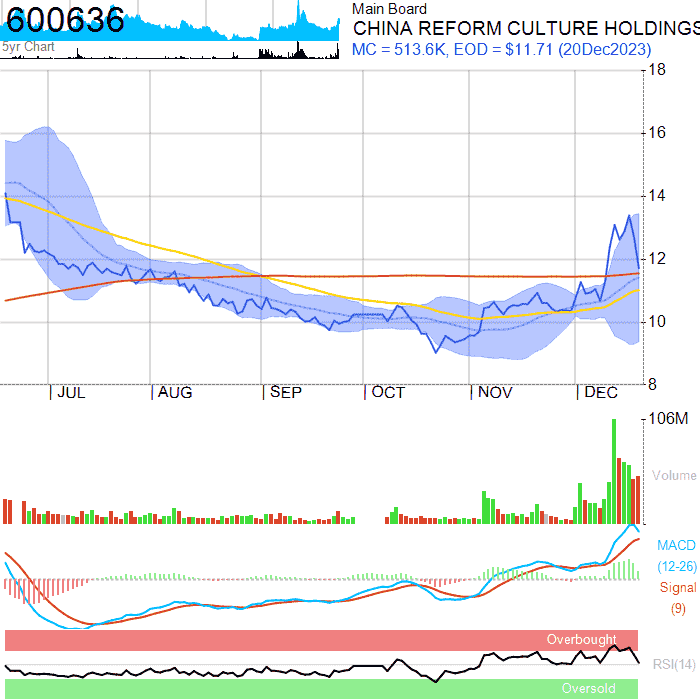 600636
Main Board
CHINA REFORM CULTURE HOLDINGS
5yr Chart
MC = 513.6K, EOD = $11.71 (20Dec2023)
18
16
14
12
10
8
JUL AUG SEP OCT NOV DEC
106M
Volume
MACD
(12-26)
Signal
(9)
Overbought
RSI(14)
Oversold